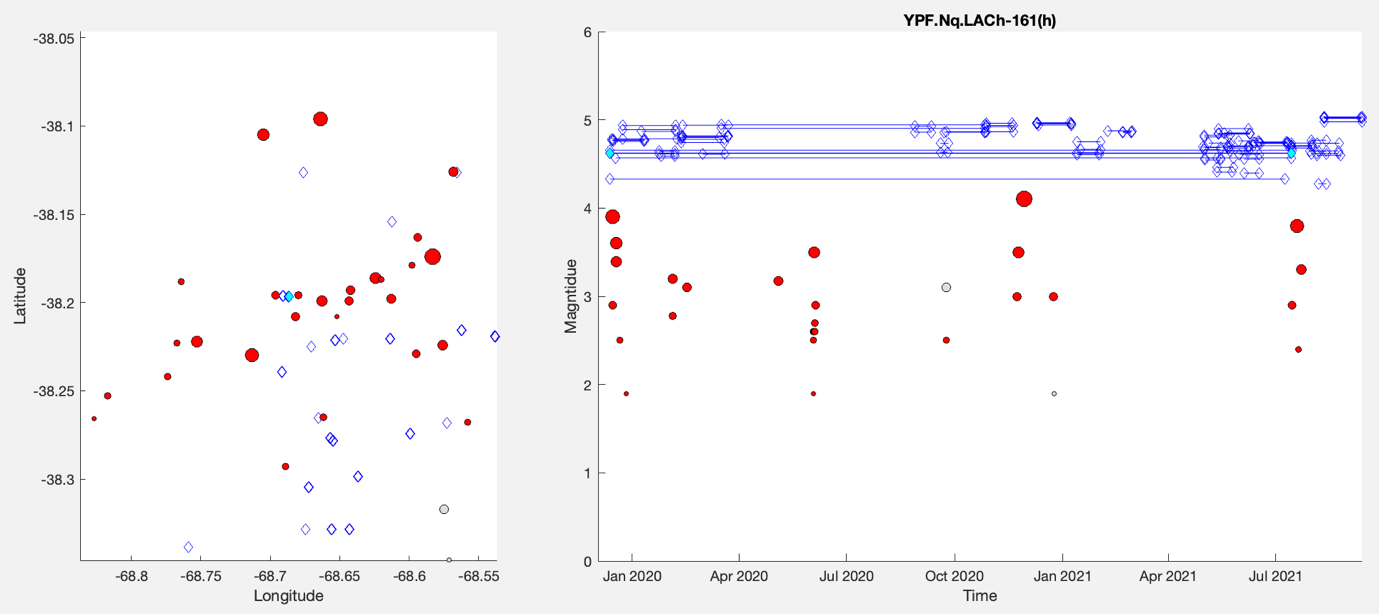 -38.05
-38.1
-38.15
-38.2
-38.25
-38.3
Latitude
-68.8 -68.75 -68.7 -68.65 -68.6 -68.55
Longitude
YPF.Nq.LACh-161(h)
6
5
4
3
2
1
0
Magntidue
Jan 2020 Apr 2020 Jul 2020 Oct 2020 Jan 2021 Apr 2021 Jul 2021
Time